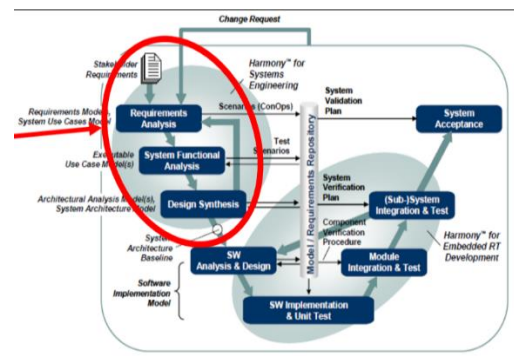 Change Request
Stakeholder
Requirements
Harmony™ for
Systems
Engineering
Requirements Models,
System Use Cases Model
Requirements
Analysis
Scenarios (ConOps)
System
Validation
Plan
System
Acceptance
Executable
Use Case Model(s)
System Functional
Analysis
Test
Scenarios
Architectural Analysis Model(s),
System Architecture Model
Design Synthesis
Model / Requirements Repository
System
Verification
Plan
(Sub-)System
Integration & Test
System
Architecture
Baseline
Component
Verification
Procedure
Harmony™ for
Embedded RT
Development
SW
Analysis & Design
Module
Integration & Test
Software
Implementation
Model
SW Implementation
& Unit Test